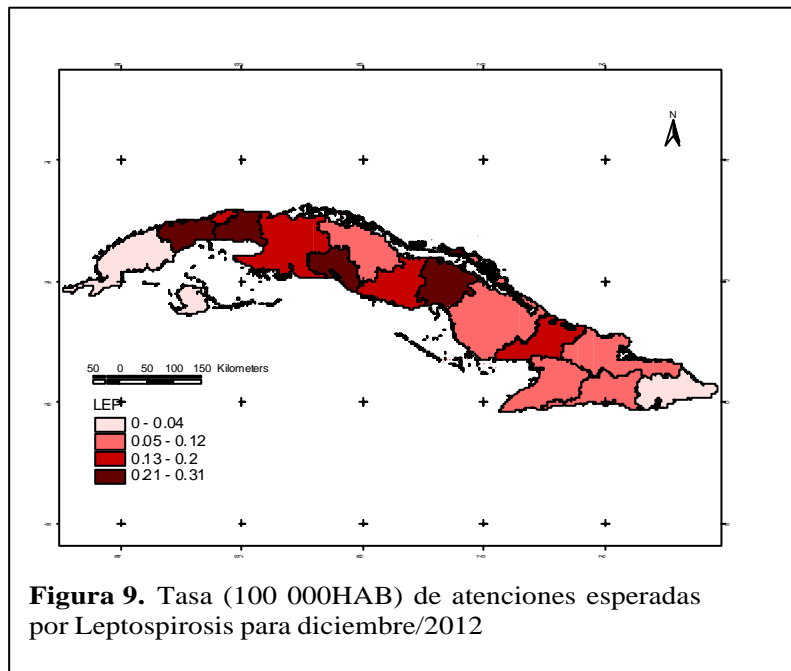 N
50 0 50 100 150 Kilometers
LEP
0 - 0.04
0.05 - 0.12
0.13 - 0.2
0.21 - 0.31
Figura 9. Tasa (100 000HAB) de atenciones esperadas
por Leptospirosis para diciembre/2012